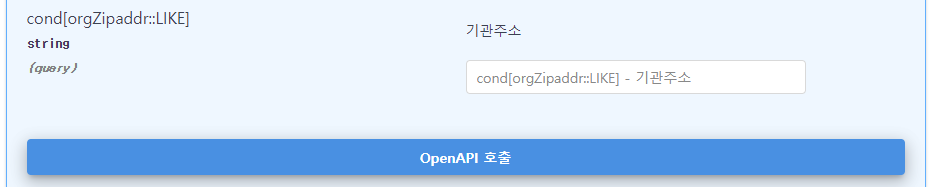 cond[orgZipaddr::LIKE]
string
(query)
기관주소
cond[orgZipaddr::LIKE] - 기관주소
OpenAPI 호출